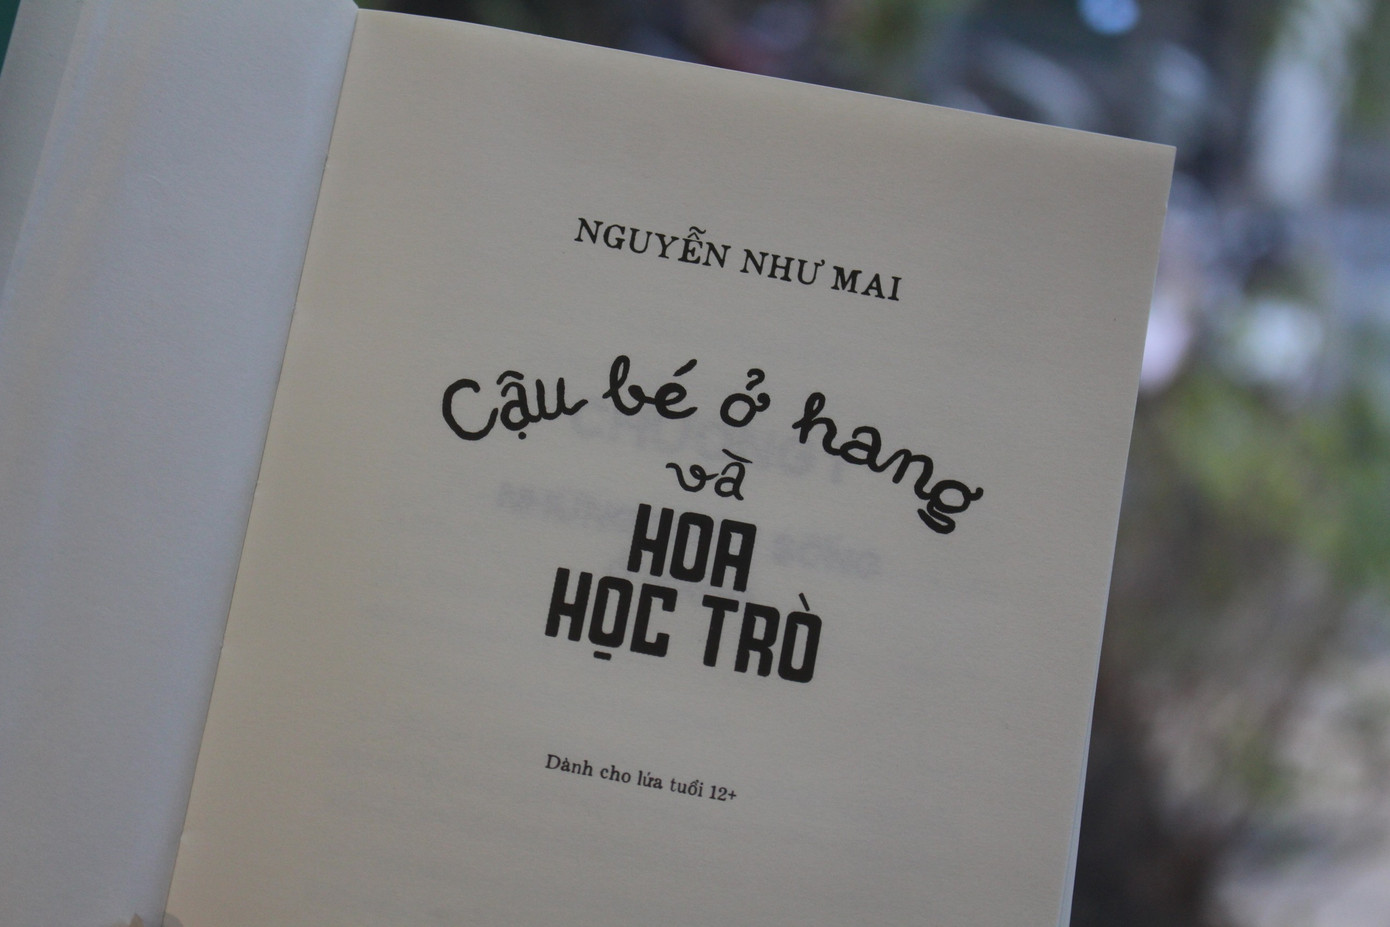 NGUYỄN NHƯ MAI
Cậu bé ở hang
và
HOA
HỌC TRÒ
Dành cho lứa tuổi 12+